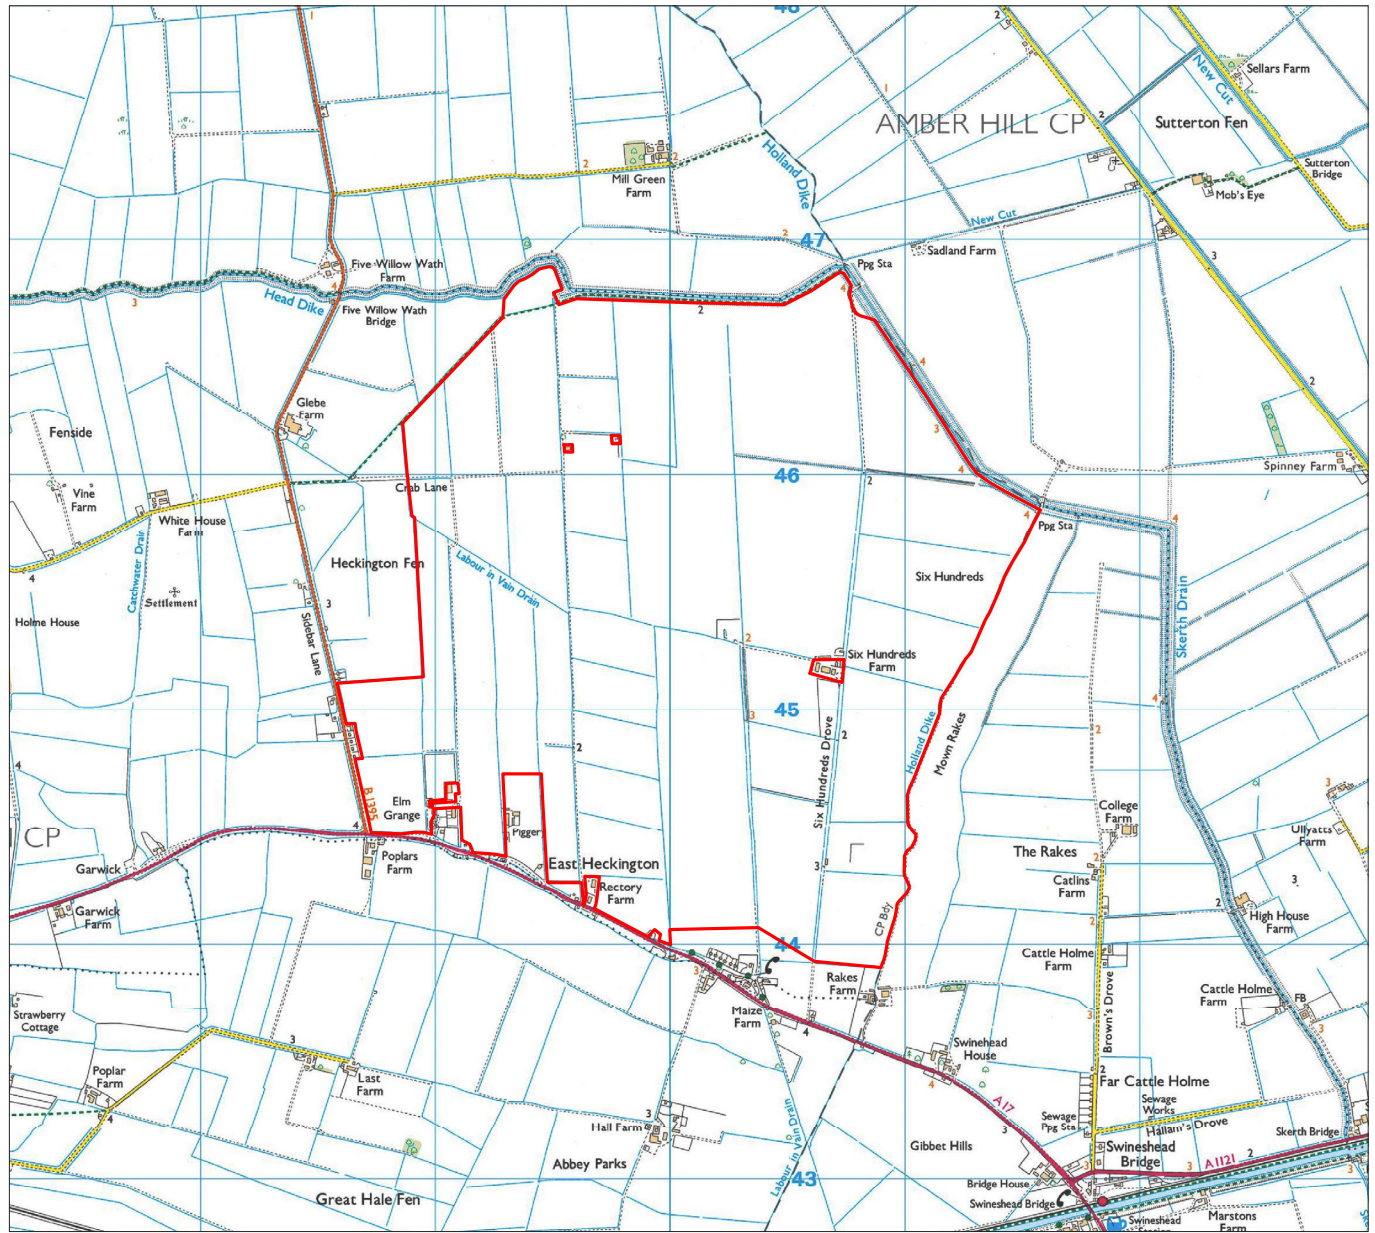 48
1
2
AMBER HILL CP
New Cut
Sellars Farm
Sutterton Fen
Sutterton
Bridge
Mob's Eye
Holland Dike
Mill Green
Farm
New Cut
47
Sadland Farm
Ppg Sta
Five Willow Wath
Farm
Head Dike
Five Willow Wath
Bridge
3
4
2
Glebe
Farm
Fenside
46
Spinney Farm
Vine
Farm
White House
Farm
Crab Lane
Ppg Sta
Catchwater Drain
Heckington Fen
Labour in Vain Drain
Six Hundreds
Settlement
Holme House
Sidebar Lane
Skerth Drain
Six Hundreds
Farm
45
Six Hundreds Drove
Holland Dike
Mown Rakes
B1395
Elm
Grange
Piggery
College
Farm
CP
Garwick
Poplars
Farm
East Heckington
The Rakes
Ullyatts
Farm
Rectory
Farm
Catlins
Farm
Garwick
Farm
CP Bdy
High House
Farm
44
Cattle Holme
Farm
Rakes
Farm
Cattle Holme
Farm
FB
Strawberry
Cottage
Maize
Farm
Brown's Drove
Swinehead
House
Poplar
Farm
Last
Farm
Far Cattle Holme
A17
Sewage
Works
Sewage
Ppg Sta
Hallam's Drove
Hall Farm
Labour in Vain Drain
Gibbet Hills
Swineshead
Bridge
Skerth Bridge
Abbey Parks
A1121
43
Bridge House
Great Hale Fen
Swineshead Bridge
Swineshead
Station
Marstons
Farm